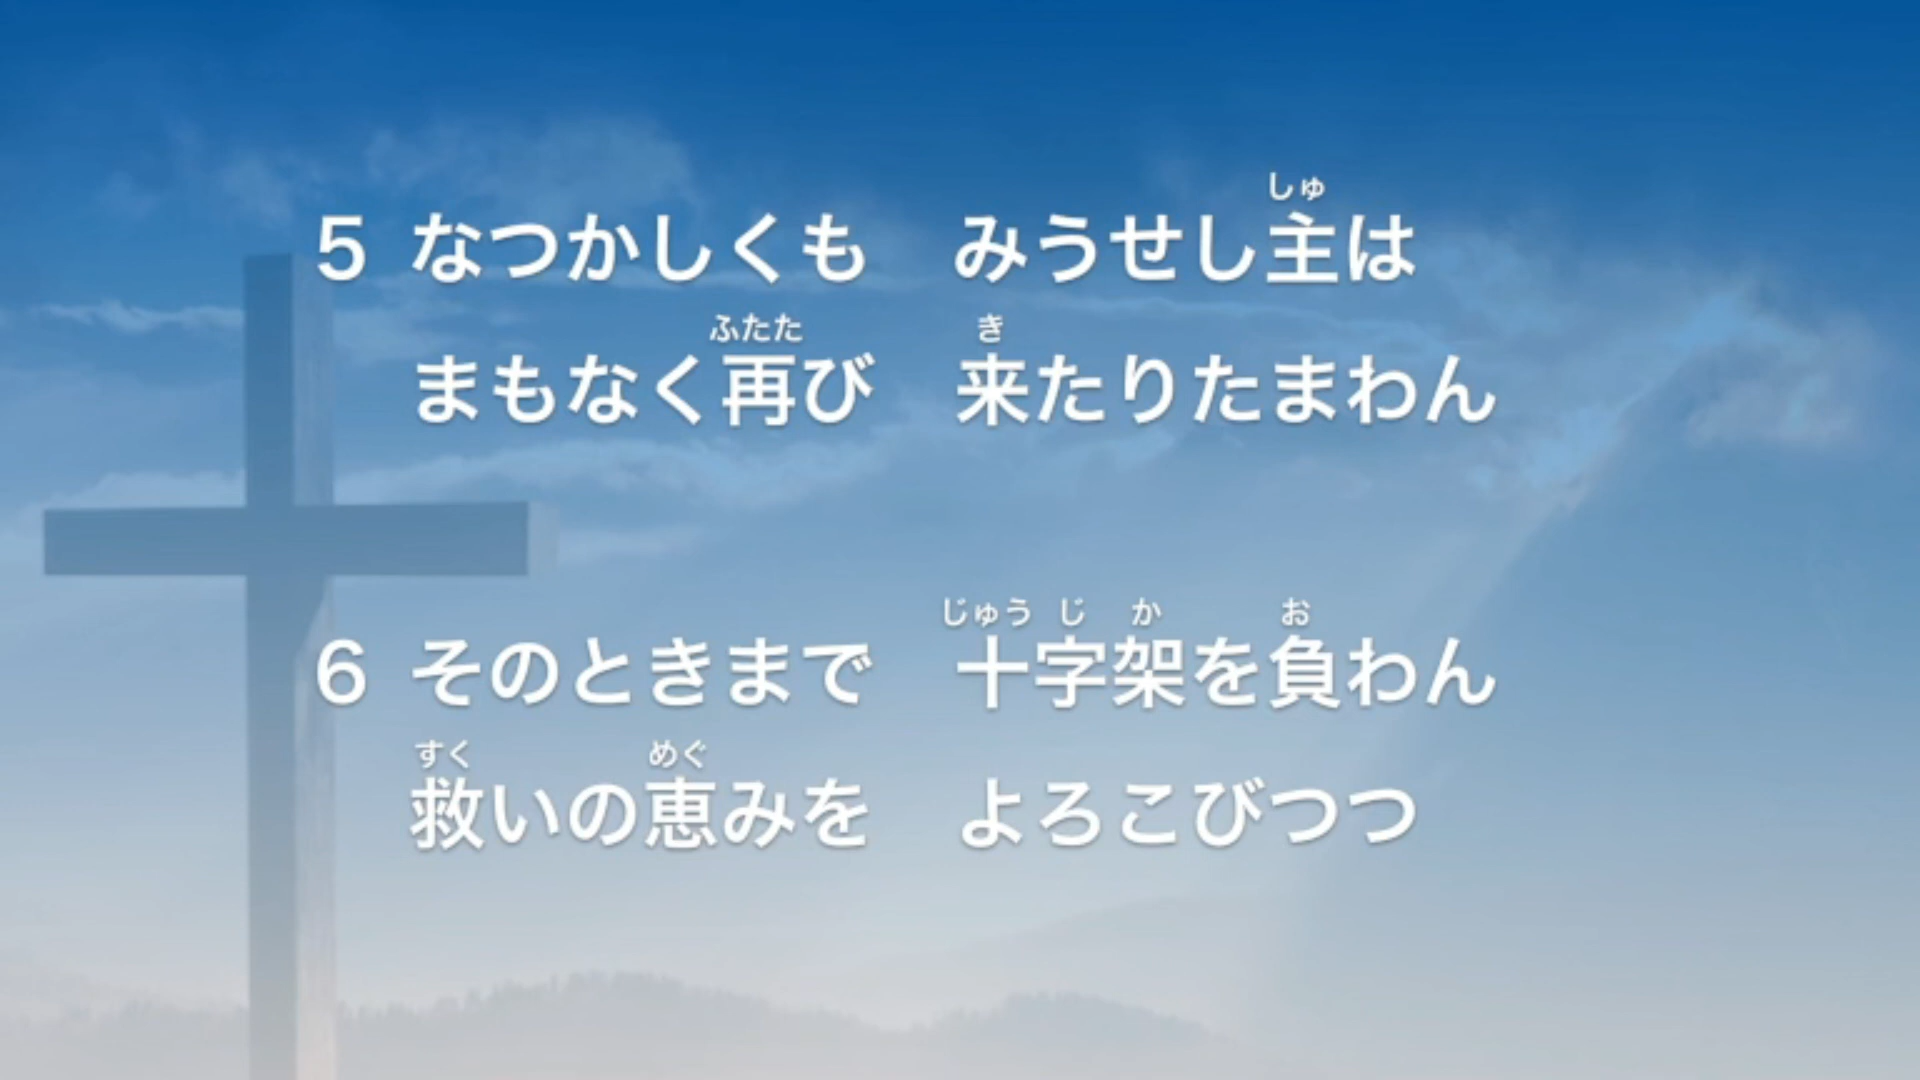 5 なつかしくも　みうせし主は
まもなく再び　来たりたまわん
6 そのときまで　十字架を負わん
救いの恵みを　よろこびつつ